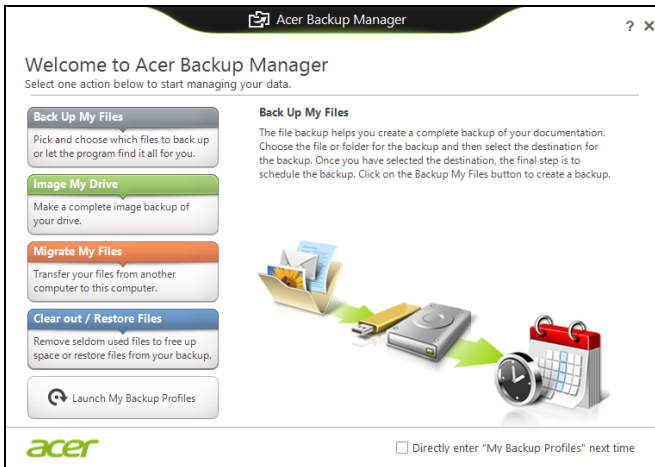 Acer Backup Manager
? X
Welcome to Acer Backup Manager
Select one action below to start managing your data.
Back Up My Files
Pick and choose which files to back up
or let the program find it all for you.
Image My Drive
Make a complete image backup of
your drive.
Migrate My Files
Transfer your files from another
computer to this computer.
Clear out / Restore Files
Remove seldom used files to free up
space or restore files from your backup.
Launch My Backup Profiles
Back Up My Files
The file backup helps you create a complete backup of your documentation.
Choose the file or folder for the backup and then select the destination for
the backup. Once you have selected the destination, the final step is to
schedule the backup. Click on the Backup My Files button to create a backup.
acer
Directly enter "My Backup Profiles" next time